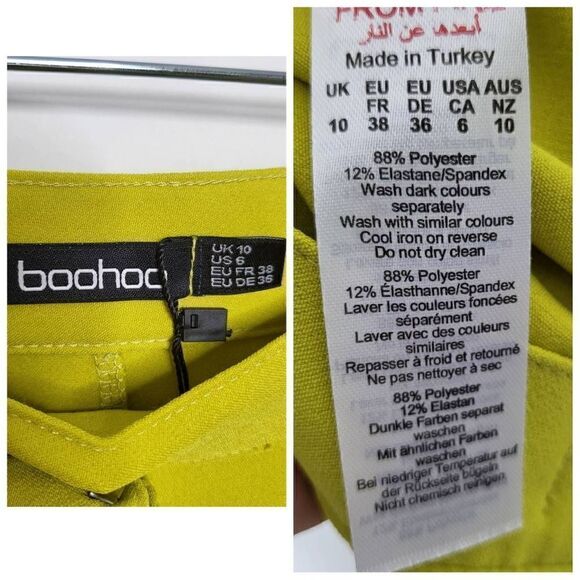 boohoo
UK 10
US 6
EU FR 38
EU DE 36
أبعدها عن النار
Made in Turkey
UK EU EU USA AUS
FR DE CA NZ
10 38 36 6 10
88% Polyester
12% Elastane/Spandex
Wash dark colours
separately
Wash with similar colours
Cool iron on reverse
Do not dry clean
88% Polyester
12% Élasthanne/Spandex
Laver les couleurs foncées
séparément
Laver avec des couleurs
similaires
Repasser à froid et retourné
Ne pas nettoyer à sec
88% Polyester
12% Elastan
Dunkle Farben separat
waschen
Mit ähnlichen Farben
waschen
Bei niedriger Temperatur auf
der Rückseite bügeln
Nicht chemisch reinigen.